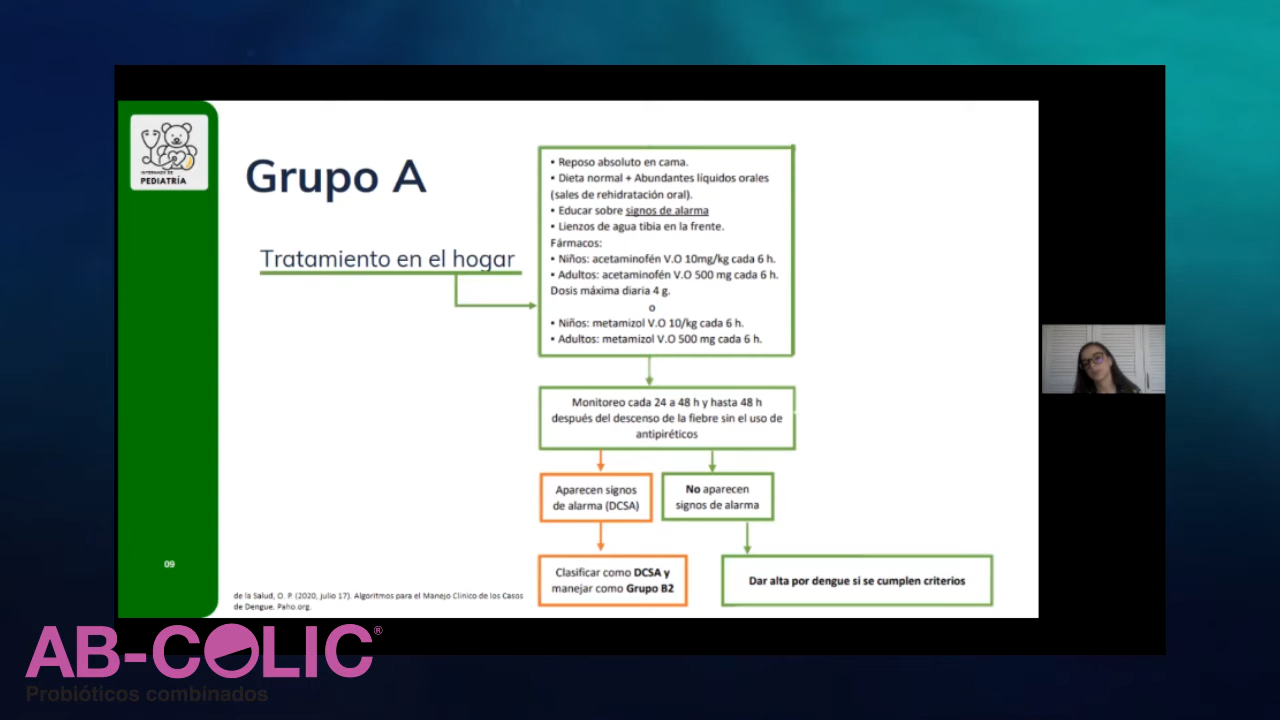 INTERNADO DE
PEDIATRÍA
Grupo A
Tratamiento en el hogar
• Reposo absoluto en cama.
• Dieta normal + Abundantes líquidos orales
(sales de rehidratación oral).
• Educar sobre signos de alarma
• Lienzos de agua tibia en la frente.
Fármacos:
• Niños: acetaminofén V.O 10mg/kg cada 6 h.
• Adultos: acetaminofén V.O 500 mg cada 6 h.
Dosis máxima diaria 4 g.
o
• Niños: metamizol V.O 10/kg cada 6 h.
• Adultos: metamizol V.O 500 mg cada 6 h.
Monitoreo cada 24 a 48 h y hasta 48 h
después del descenso de la fiebre sin el uso de
antipiréticos
Aparecen signos
de alarma (DCSA)
No aparecen
signos de alarma
Clasificar como DCSA y
manejar como Grupo B2
Dar alta por dengue si se cumplen criterios
09
de la Salud, O. P. (2020, julio 17). Algoritmos para el Manejo Clínico de los Casos
de Dengue. Paho.org.
AB-COLIC®
Probióticos combinados